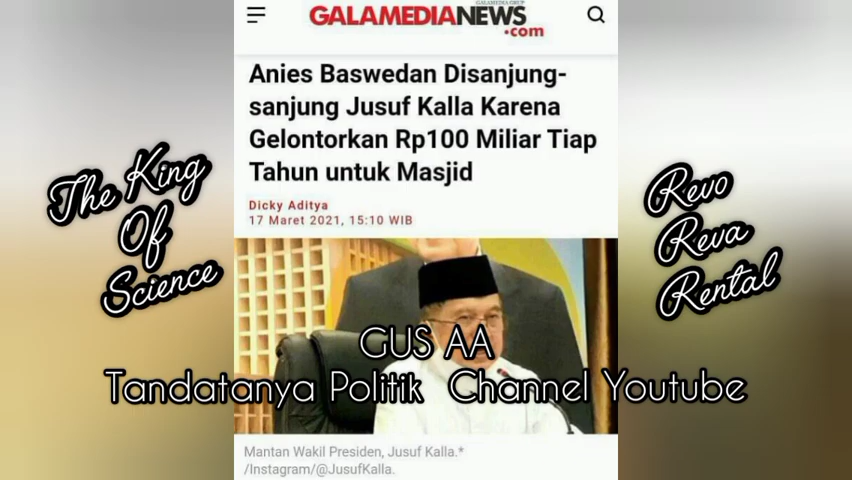 GALAMEDIA GRUP
GALAMEDIANEWS
.com
Anies Baswedan Disanjung-
sanjung Jusuf Kalla Karena
Gelontorkan Rp100 Miliar Tiap
Tahun untuk Masjid
Dicky Aditya
17 Maret 2021, 15:10 WIB
The King
Of
Science
Revo
Reva
Rental
GUS AA
Tandatanya Politik Channel Youtube
Mantan Wakil Presiden, Jusuf Kalla.*
/Instagram/@JusufKalla.